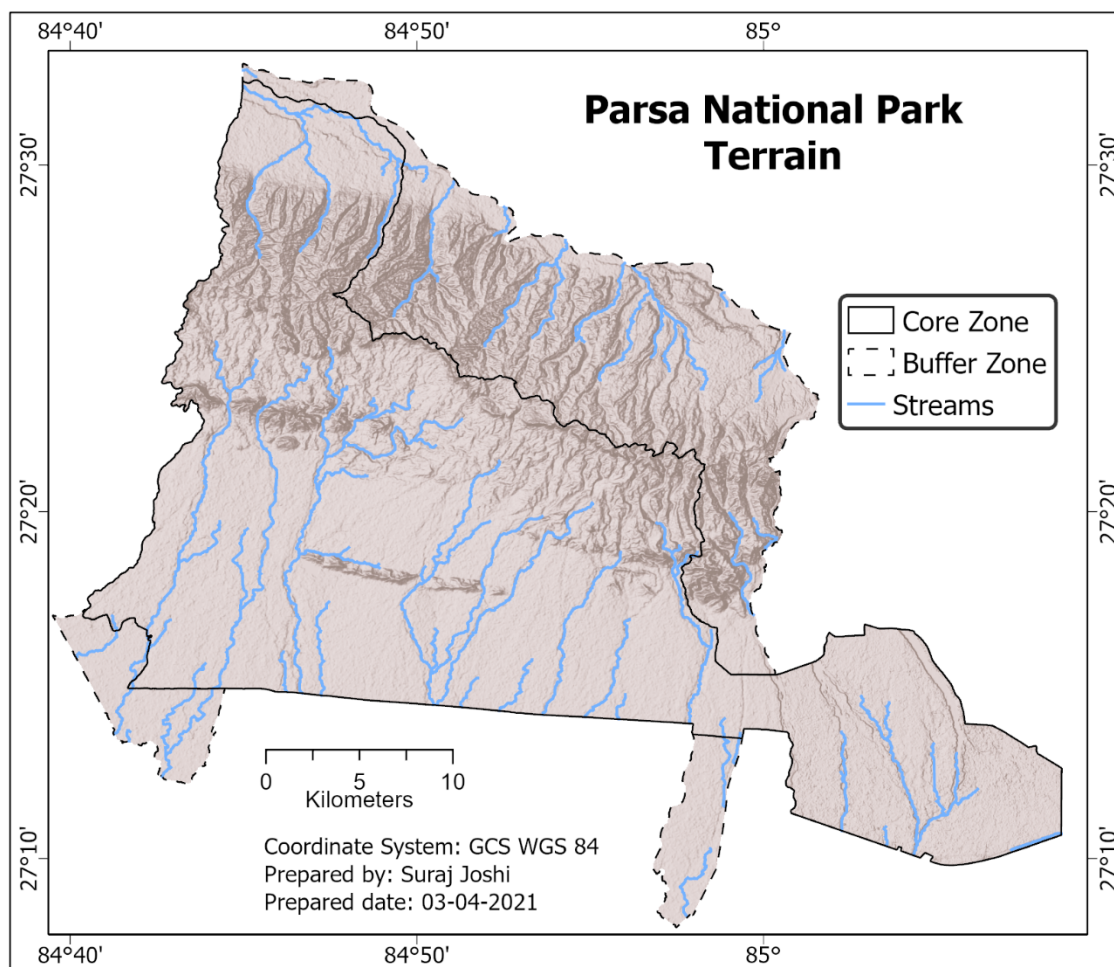 84°40' 84°50' 85°
Parsa National Park
Terrain
27°30' 27°30'
Core Zone
Buffer Zone
Streams
27°20' 27°20'
0 5 10
Kilometers
Coordinate System: GCS WGS 84
Prepared by: Suraj Joshi
Prepared date: 03-04-2021
27°10' 27°10'
84°40' 84°50' 85°